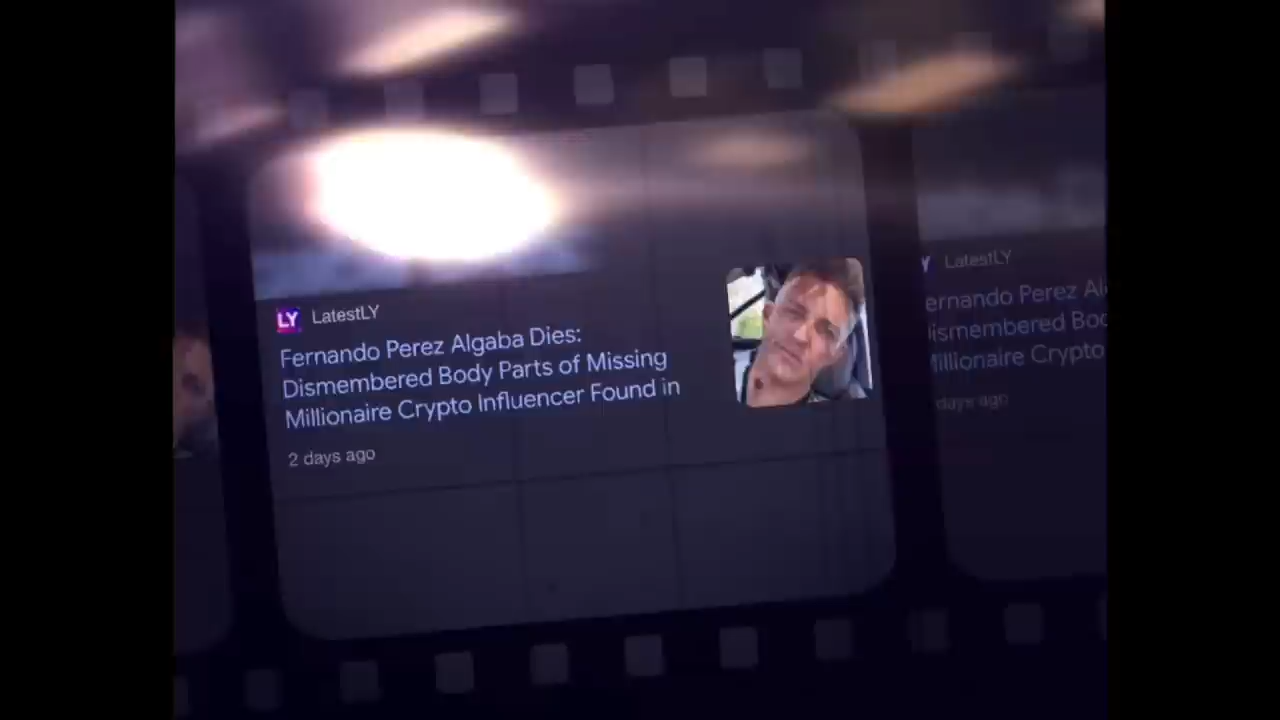 LY LatestLY
Fernando Perez Algaba Dies:
Dismembered Body Parts of Missing
Millionaire Crypto Influencer Found in
2 days ago
Y LatestLY
ernando Perez Al
ismembered Bo
Millionaire Crypto
days ago